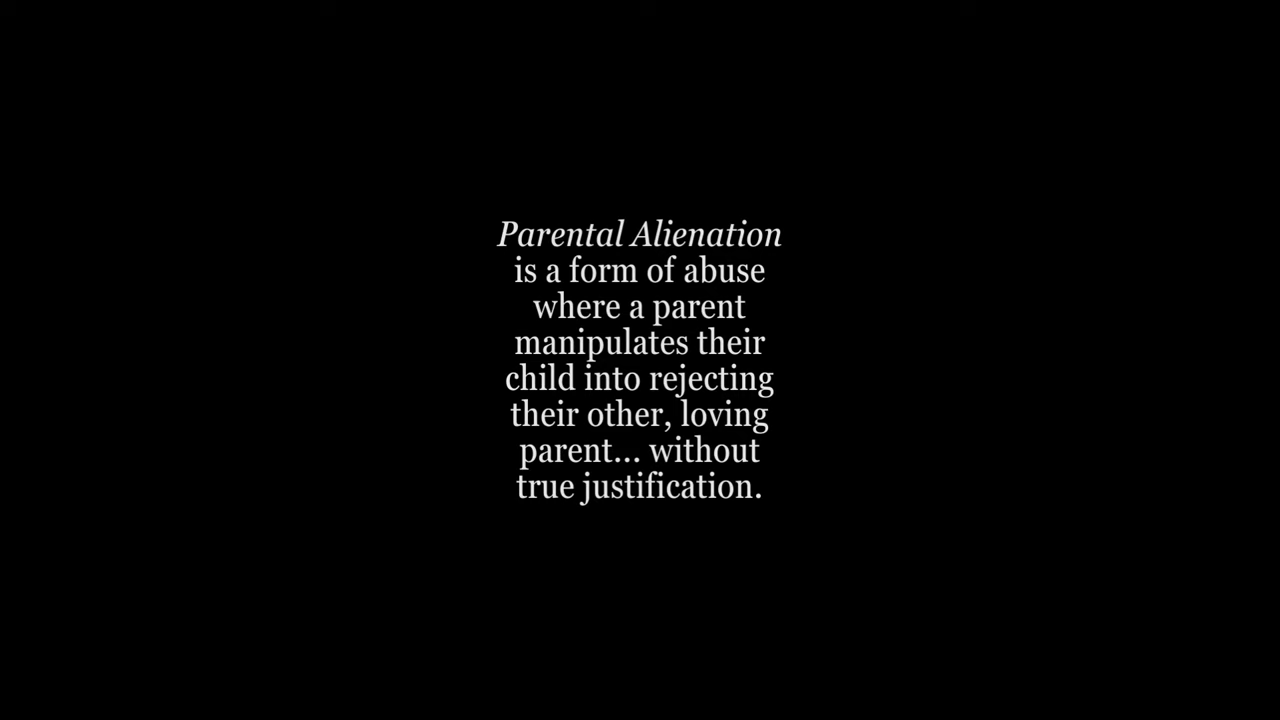 Parental Alienation
is a form of abuse
where a parent
manipulates their
child into rejecting
their other, loving
parent... without
true justification.